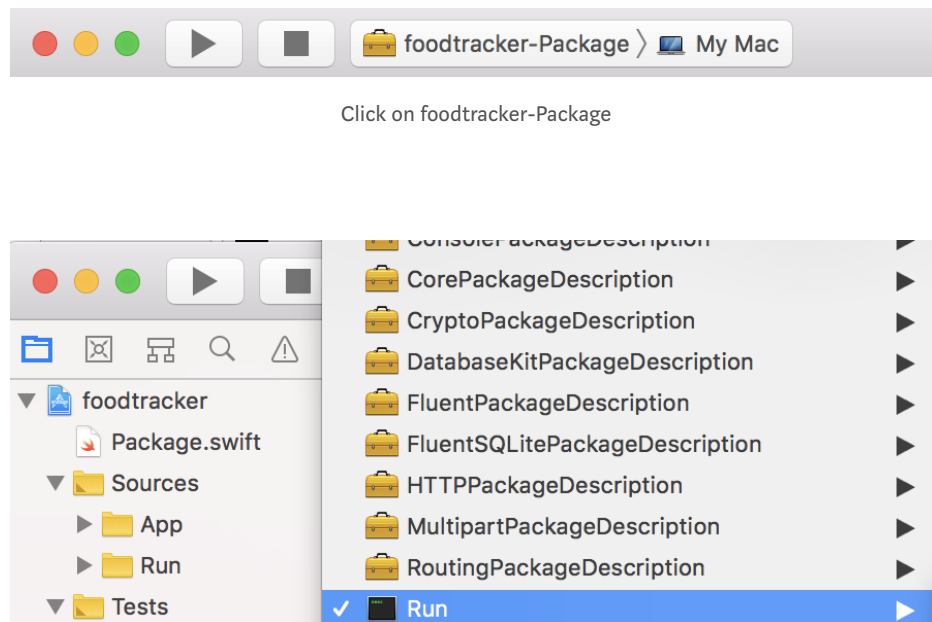 foodtracker-Package
My Mac
Click on foodtracker-Package
ConsolePackageDescription
CorePackageDescription
CryptoPackageDescription
DatabaseKitPackageDescription
foodtracker
FluentPackageDescription
Package.swift
FluentSQLitePackageDescription
Sources
HTTPPackageDescription
App
MultipartPackageDescription
Run
RoutingPackageDescription
Tests
Run